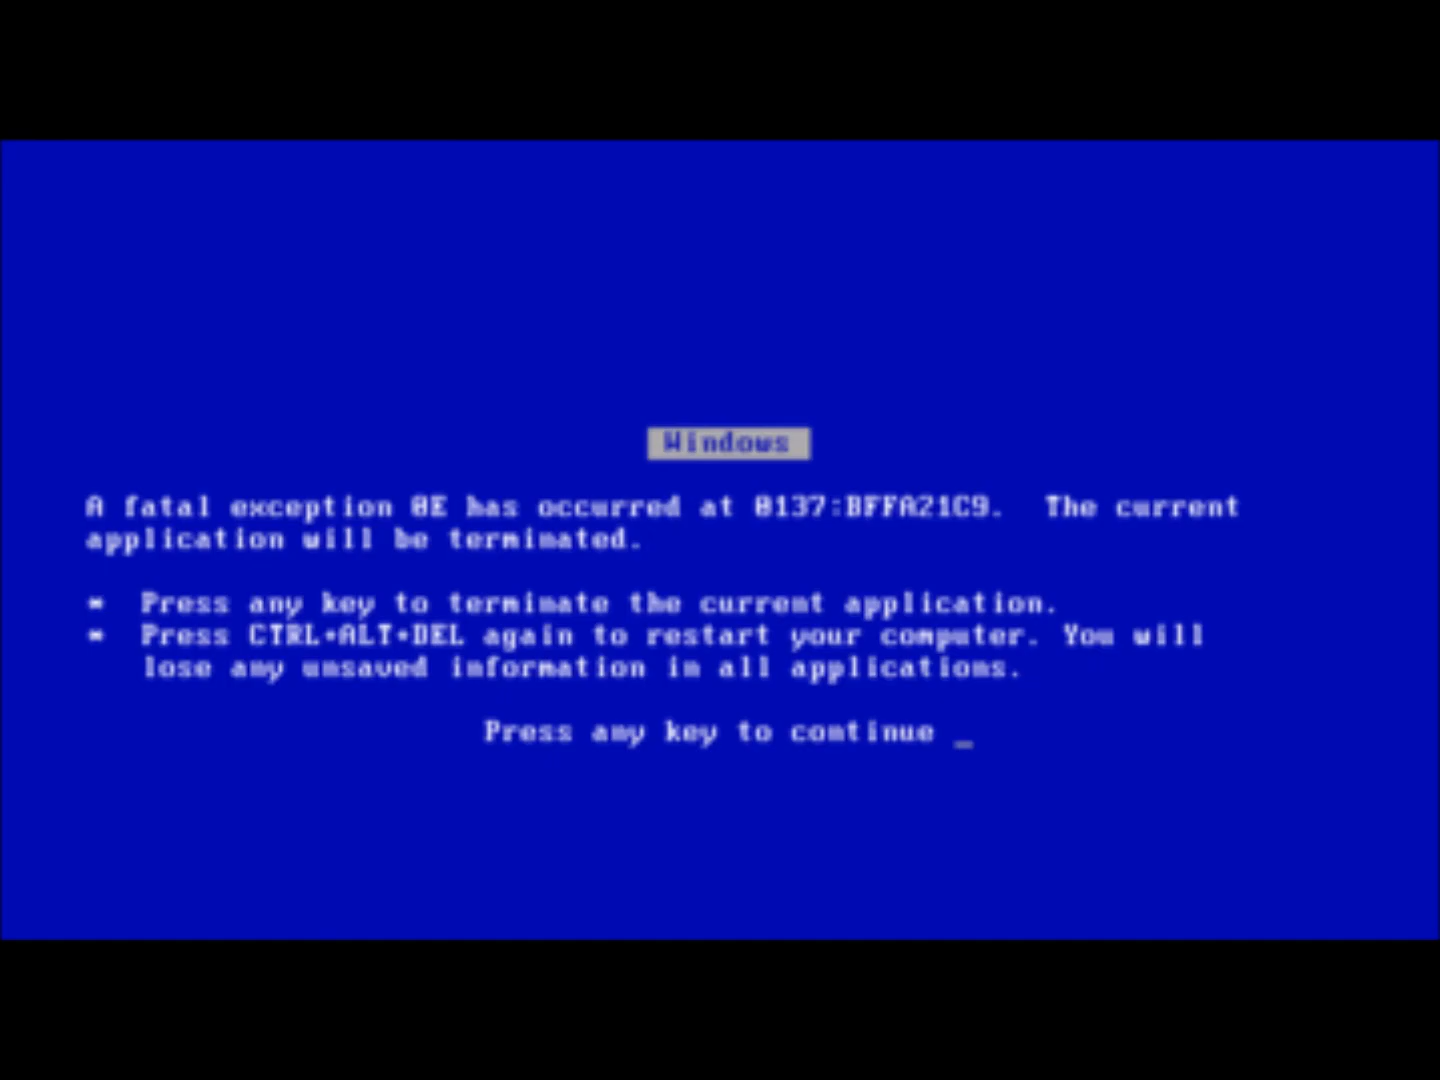 Windows
A fatal exception 0E has occurred at 0137:BFFA21C9.  The current
application will be terminated.
*  Press any key to terminate the current application.
*  Press CTRL+ALT+DEL again to restart your computer. You will
lose any unsaved information in all applications.
Press any key to continue _